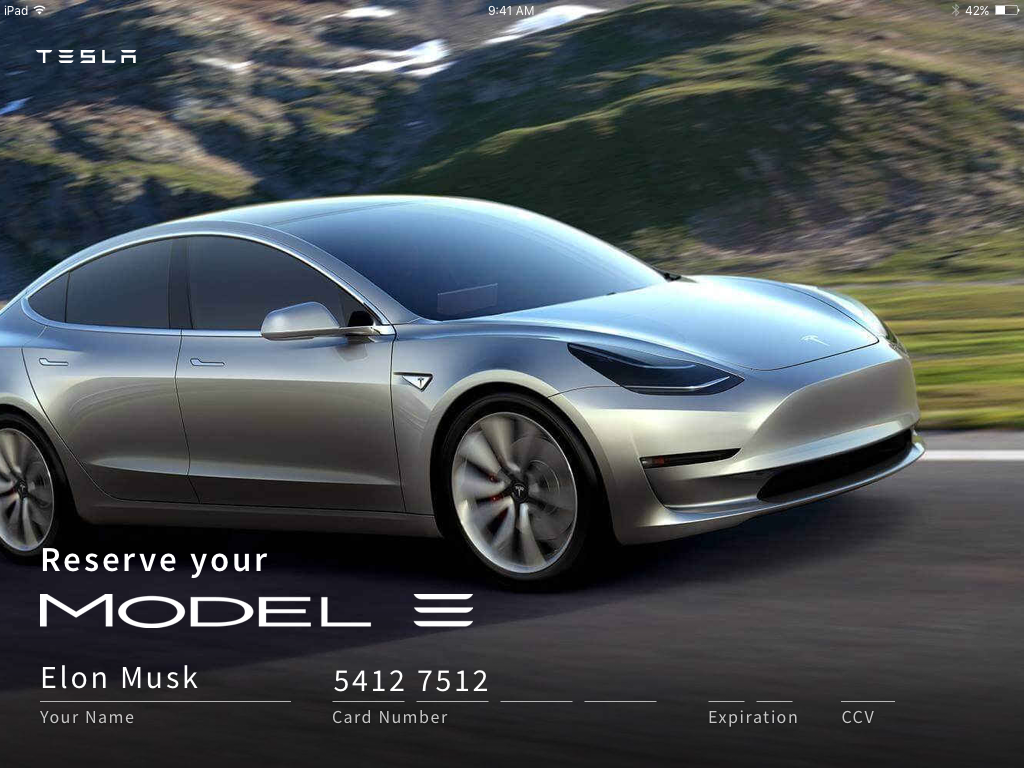 iPad 9:41 AM 42%
TESLA
Reserve your
MODEL Ξ
Elon Musk 5412 7512
Your Name Card Number Expiration CCV